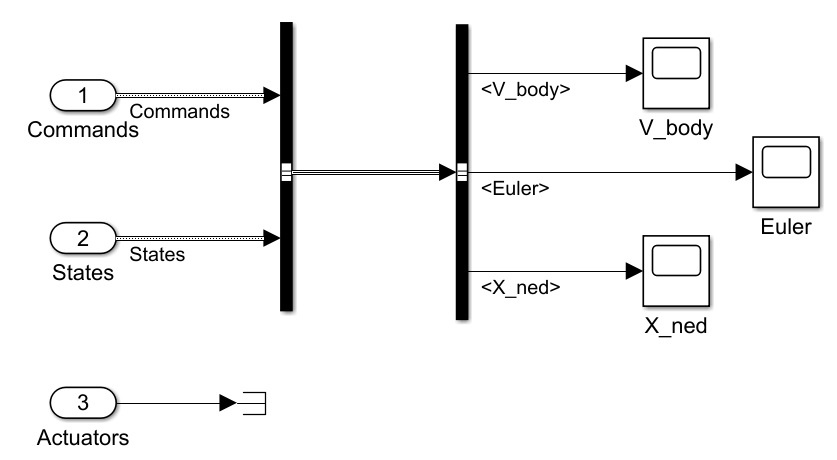 1
Commands
Commands
2
States
States
3
Actuators
<V_body>
V_body
<Euler>
Euler
<X_ned>
X_ned